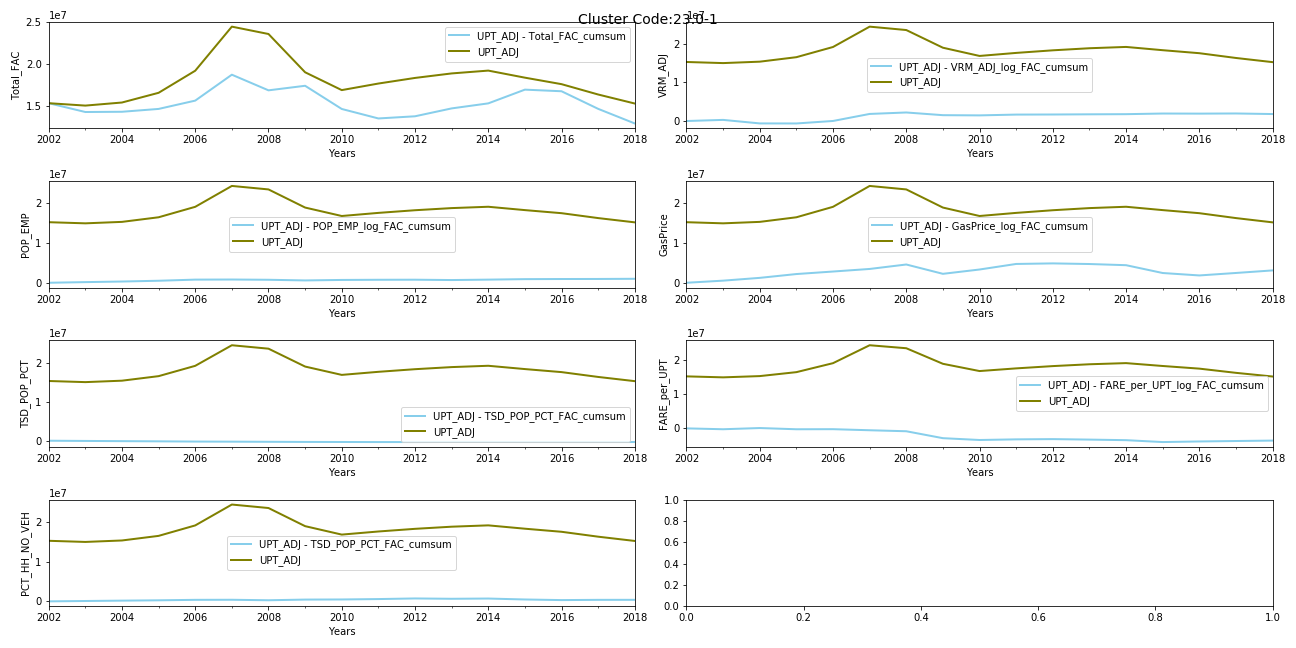 Cluster Code:23.0-1
1e7
Total_FAC
2.5
2.0
1.5
UPT_ADJ - Total_FAC_cumsum
UPT_ADJ
2002 2004 2006 2008 2010 2012 2014 2016 2018
Years
1e7
VRM_ADJ
2
1
0
UPT_ADJ - VRM_ADJ_log_FAC_cumsum
UPT_ADJ
2002 2004 2006 2008 2010 2012 2014 2016 2018
Years
1e7
POP_EMP
2
1
0
UPT_ADJ - POP_EMP_log_FAC_cumsum
UPT_ADJ
2002 2004 2006 2008 2010 2012 2014 2016 2018
Years
1e7
GasPrice
2
1
0
UPT_ADJ - GasPrice_log_FAC_cumsum
UPT_ADJ
2002 2004 2006 2008 2010 2012 2014 2016 2018
Years
1e7
TSD_POP_PCT
2
1
0
UPT_ADJ - TSD_POP_PCT_FAC_cumsum
UPT_ADJ
2002 2004 2006 2008 2010 2012 2014 2016 2018
Years
1e7
FARE_per_UPT
2
1
0
UPT_ADJ - FARE_per_UPT_log_FAC_cumsum
UPT_ADJ
2002 2004 2006 2008 2010 2012 2014 2016 2018
Years
1e7
PCT_HH_NO_VEH
2
1
0
UPT_ADJ - TSD_POP_PCT_FAC_cumsum
UPT_ADJ
2002 2004 2006 2008 2010 2012 2014 2016 2018
Years
1.0
0.8
0.6
0.4
0.2
0.0
0.0 0.2 0.4 0.6 0.8 1.0